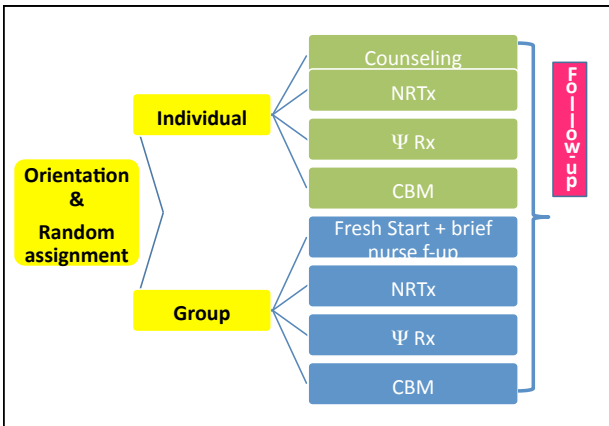 Orientation
&
Random
assignment
Individual
Group
Counseling
NRTx
Ψ Rx
CBM
Fresh Start + brief
nurse f-up
NRTx
Ψ Rx
CBM
Follow-up